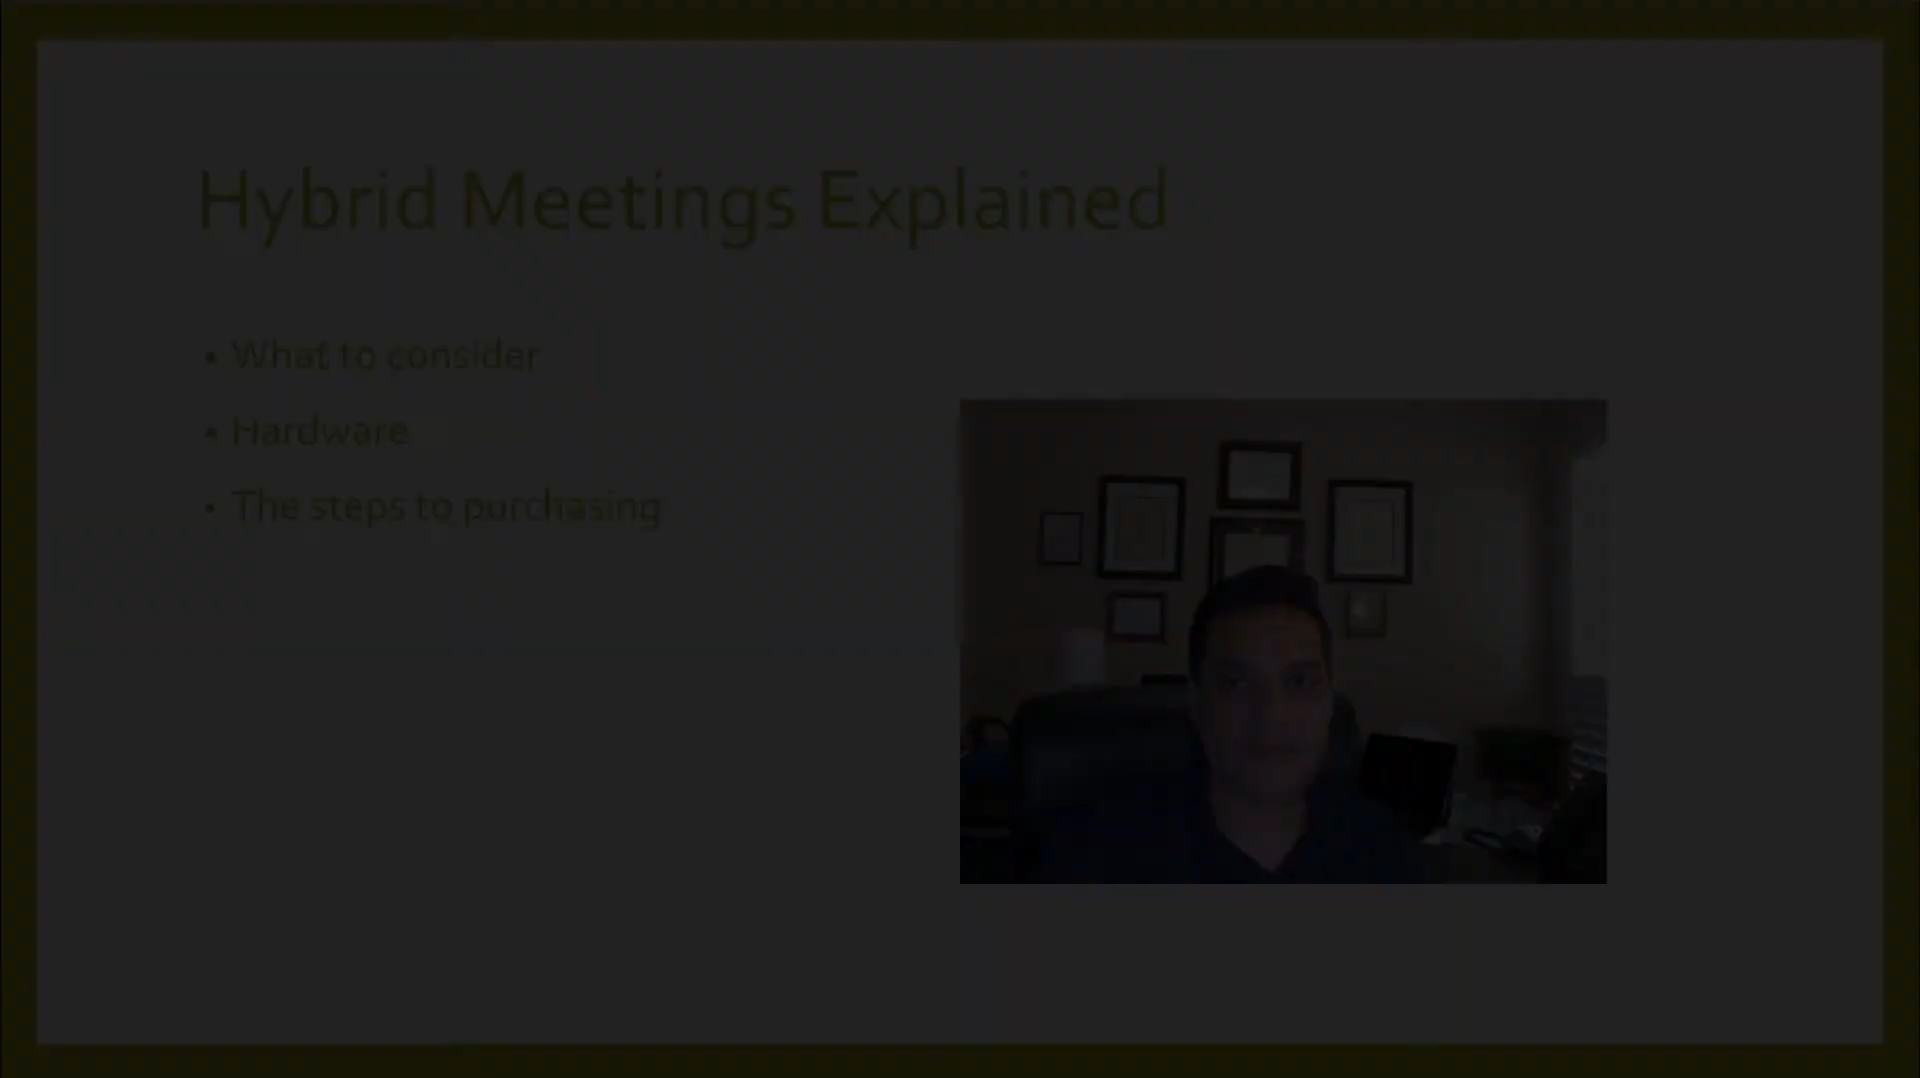 Hybrid Meetings Explained
• What to consider
• Hardware
• The steps to purchasing